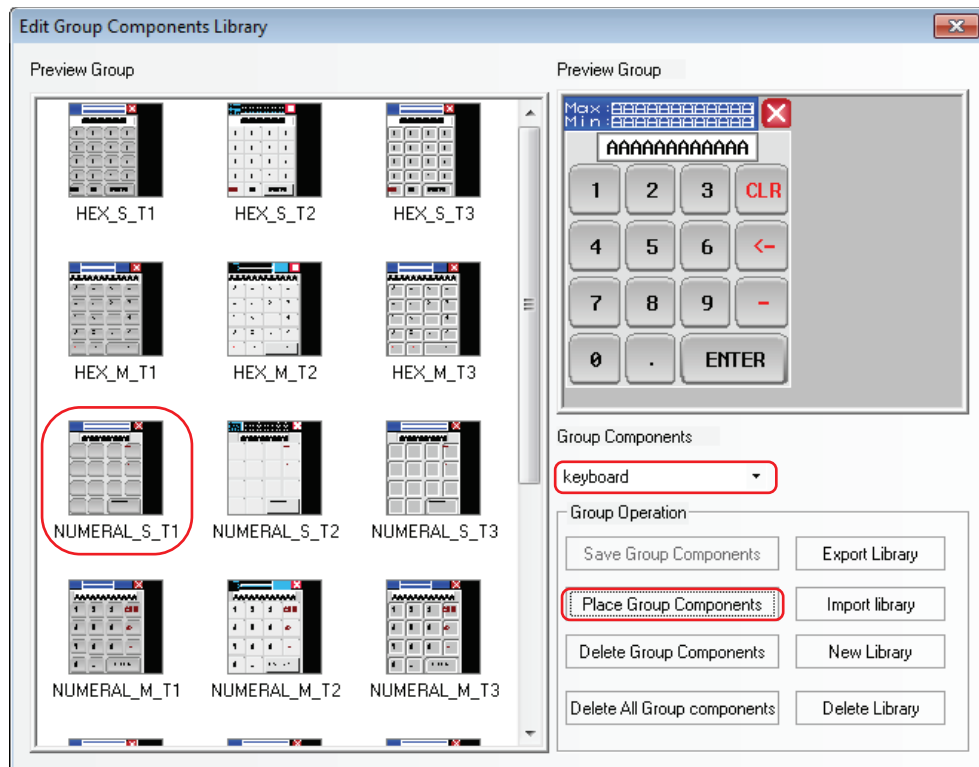 Edit Group Components Library
Preview Group
HEX_S_T1 HEX_S_T2 HEX_S_T3
HEX_M_T1 HEX_M_T2 HEX_M_T3
NUMERAL_S_T1 NUMERAL_S_T2 NUMERAL_S_T3
NUMERAL_M_T1 NUMERAL_M_T2 NUMERAL_M_T3
Preview Group
Max:AAAAAAAAAAAA
Min:AAAAAAAAAAAA
AAAAAAAAAAAA
1 2 3 CLR
4 5 6 <-
7 8 9 -
0 . ENTER
Group Components
keyboard
Group Operation
Save Group Components Export Library
Place Group Components Import library
Delete Group Components New Library
Delete All Group components Delete Library